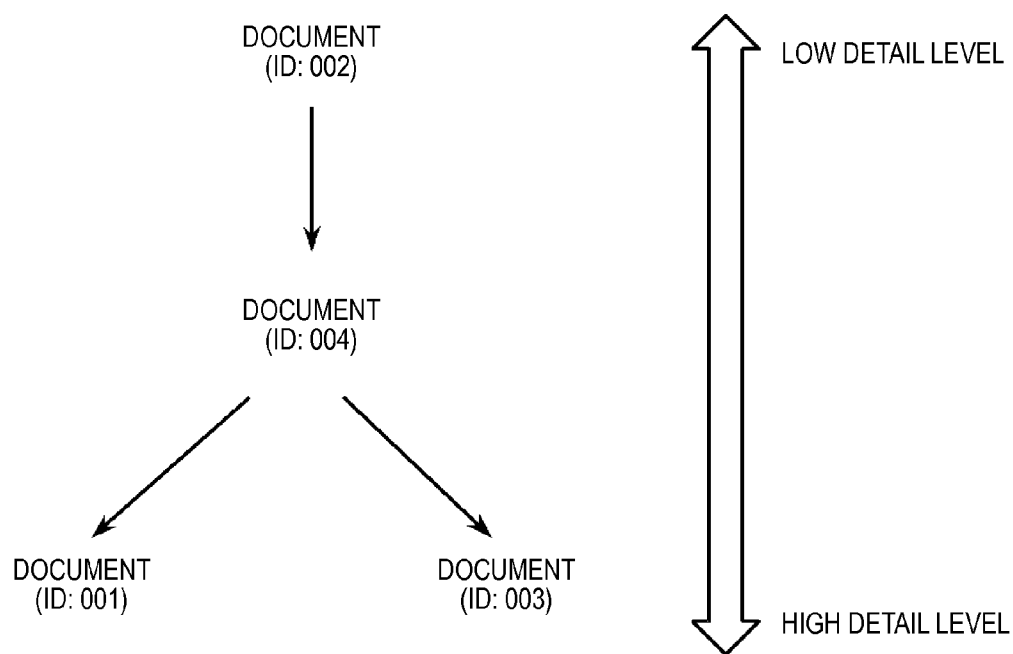 DOCUMENT
(ID: 002)
LOW DETAIL LEVEL
DOCUMENT
(ID: 004)
DOCUMENT
(ID: 001)
DOCUMENT
(ID: 003)
HIGH DETAIL LEVEL